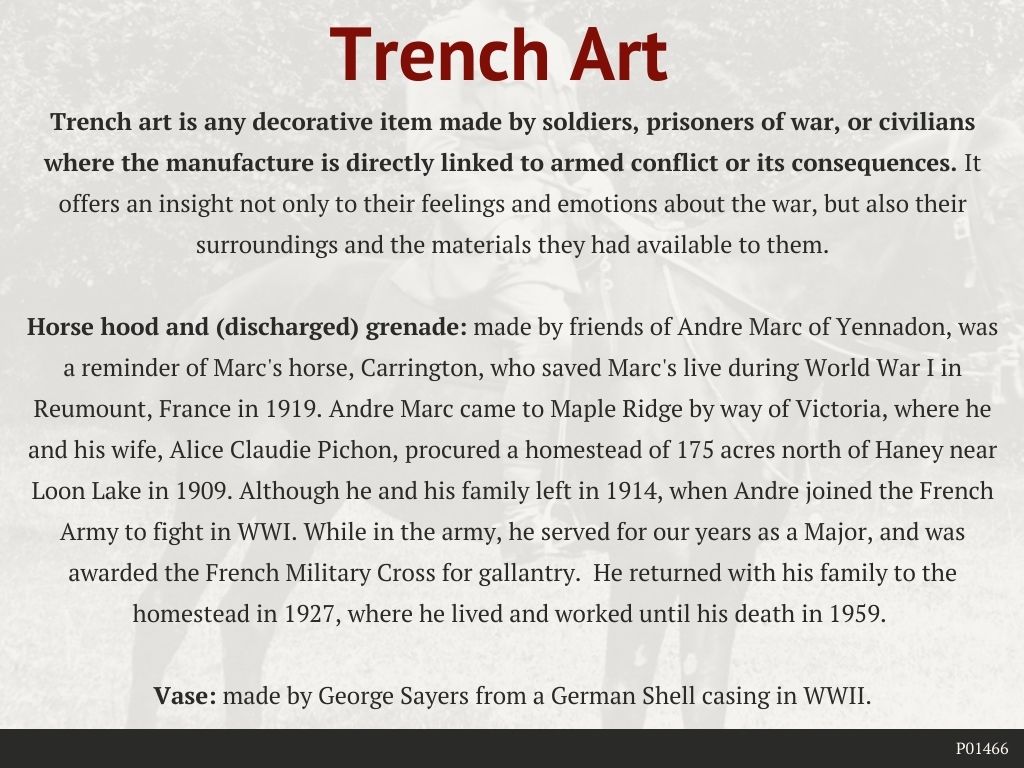 Trench Art
Trench art is any decorative item made by soldiers, prisoners of war, or civilians
where the manufacture is directly linked to armed conflict or its consequences. It
offers an insight not only to their feelings and emotions about the war, but also their
surroundings and the materials they had available to them.
Horse hood and (discharged) grenade: made by friends of Andre Marc of Yennadon, was
a reminder of Marc's horse, Carrington, who saved Marc's live during World War I in
Reumount, France in 1919. Andre Marc came to Maple Ridge by way of Victoria, where he
and his wife, Alice Claudie Pichon, procured a homestead of 175 acres north of Haney near
Loon Lake in 1909. Although he and his family left in 1914, when Andre joined the French
Army to fight in WWI. While in the army, he served for our years as a Major, and was
awarded the French Military Cross for gallantry.  He returned with his family to the
homestead in 1927, where he lived and worked until his death in 1959.
Vase: made by George Sayers from a German Shell casing in WWII.
P01466